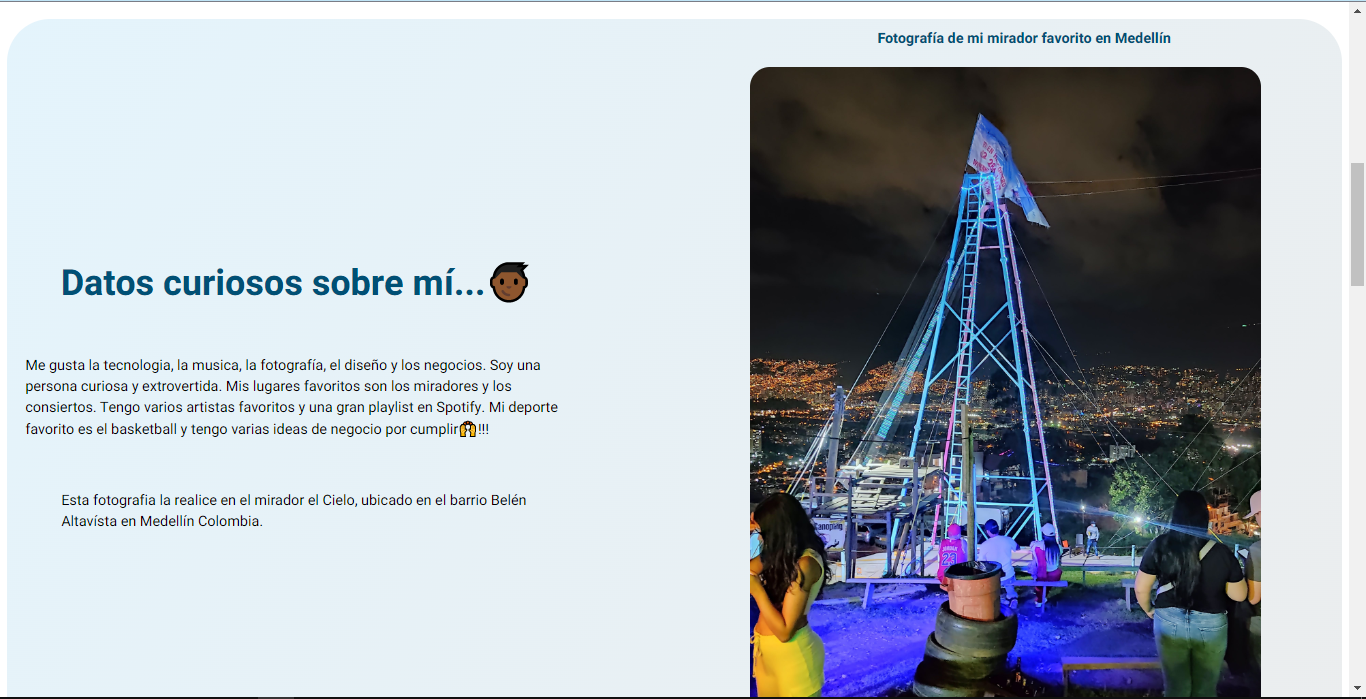 Fotografía de mi mirador favorito en Medellín
Datos curiosos sobre mí...
Me gusta la tecnologia, la musica, la fotografía, el diseño y los negocios. Soy una
persona curiosa y extrovertida. Mis lugares favoritos son los miradores y los
consiertos. Tengo varios artistas favoritos y una gran playlist en Spotify. Mi deporte
favorito es el basketball y tengo varias ideas de negocio por cumplir!!!
Esta fotografia la realice en el mirador el Cielo, ubicado en el barrio Belén
Altavísta en Medellín Colombia.
Canoping
23